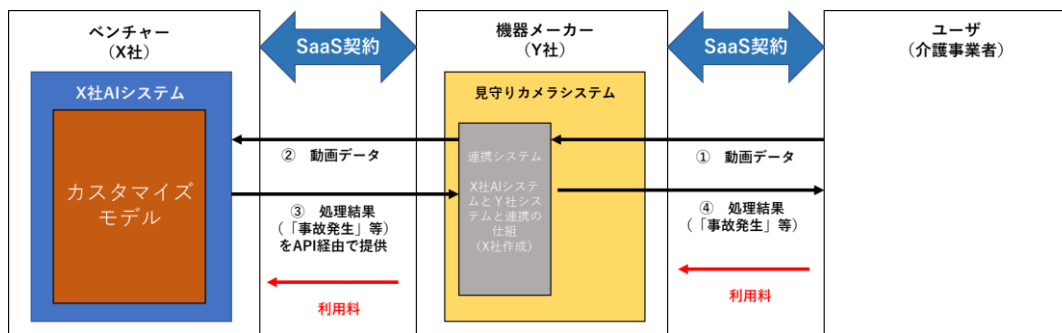 ベンチャー
（X社）
SaaS契約
機器メーカー
（Y社）
SaaS契約
ユーザ
（介護事業者）
X社AIシステム
カスタマイズ
モデル
見守りカメラシステム
連携システム
X社AIシステ
ムとY社シス
テムと連携の
仕組
（X社作成）
② 動画データ
① 動画データ
③ 処理結果
（「事故発生」等）
をAPI経由で提供
④ 処理結果
（「事故発生」等）
利用料
利用料